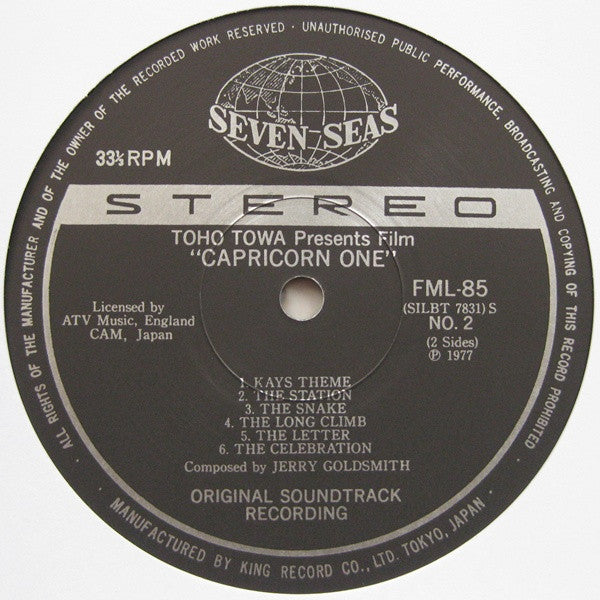 ALL RIGHTS OF THE MANUFACTURER AND OF THE OWNER OF THE RECORDED WORK RESERVED · UNAUTHORISED PUBLIC PERFORMANCE, BROADCASTING AND COPYING OF THIS RECORD PROHIBITED.
SEVEN-SEAS
33⅓ RPM
STEREO
TOHO TOWA Presents Film
"CAPRICORN ONE"
Licensed by
ATV Music, England
CAM, Japan
FML-85
(SILBT 7831) S
NO. 2
(2 Sides)
℗ 1977
1. KAYS THEME
2. THE STATION
3. THE SNAKE
4. THE LONG CLIMB
5. THE LETTER
6. THE CELEBRATION
Composed by JERRY GOLDSMITH
ORIGINAL SOUNDTRACK
RECORDING
· MANUFACTURED BY KING RECORD CO., LTD. TOKYO, JAPAN ·